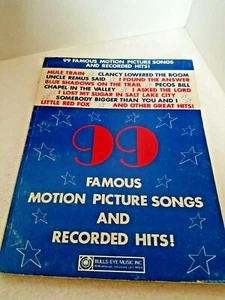 99 FAMOUS MOTION PICTURE SONGS
AND RECORDED HITS!
MULE TRAIN CLANCY LOWERED THE BOOM
UNCLE REMUS SAID I FOUND THE ANSWER
BLUE SHADOWS ON THE TRAIL PECOS BILL
CHAPEL IN THE VALLEY I ASKED THE LORD
I LOST MY SUGAR IN SALT LAKE CITY
SOMEBODY BIGGER THAN YOU AND I
LITTLE RED FOX AND OTHER GREAT HITS!
99
FAMOUS
MOTION PICTURE SONGS
AND
RECORDED HITS!
BULLS-EYE MUSIC INC.